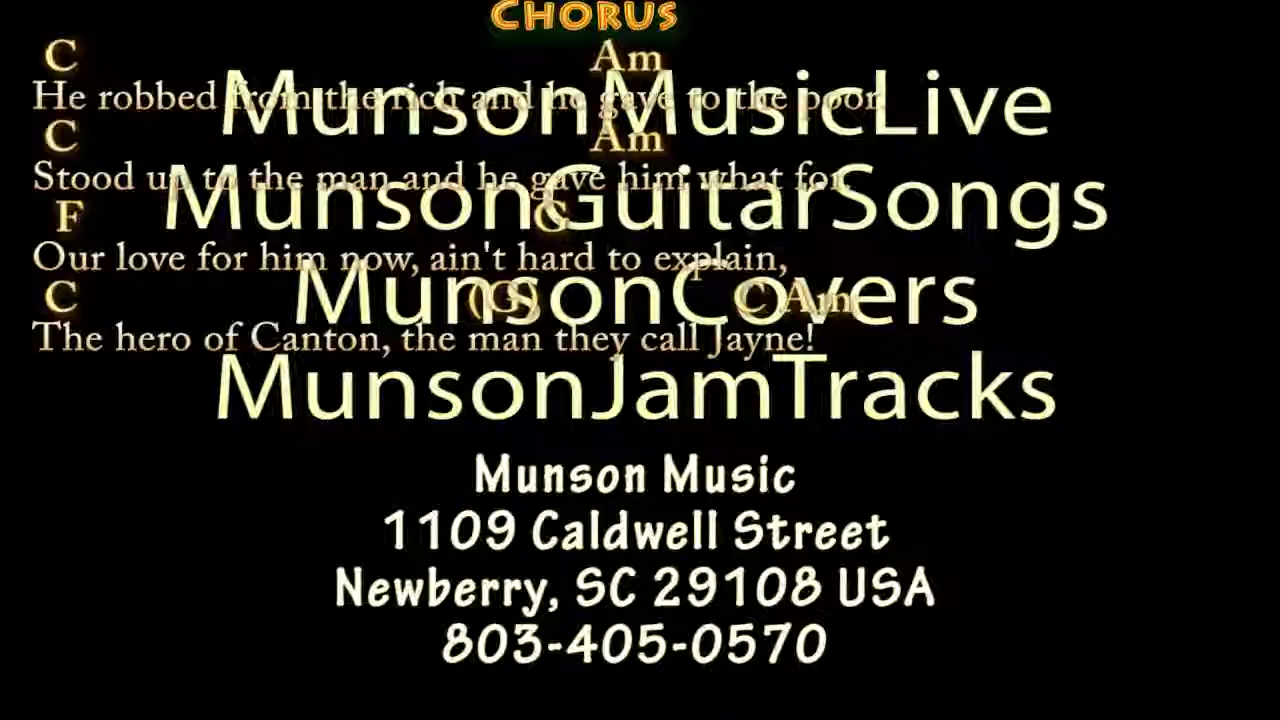 CHORUS
C Am
He robbed from the rich and he gave to the poor,
MunsonMusicLive
C Am
Stood up to the man and he gave him what for,
MunsonGuitarSongs
F G
Our love for him now, ain't hard to explain,
MunsonCovers
C (G) C Am
The hero of Canton, the man they call Jayne!
MunsonJamTracks
Munson Music
1109 Caldwell Street
Newberry, SC 29108 USA
803-405-0570